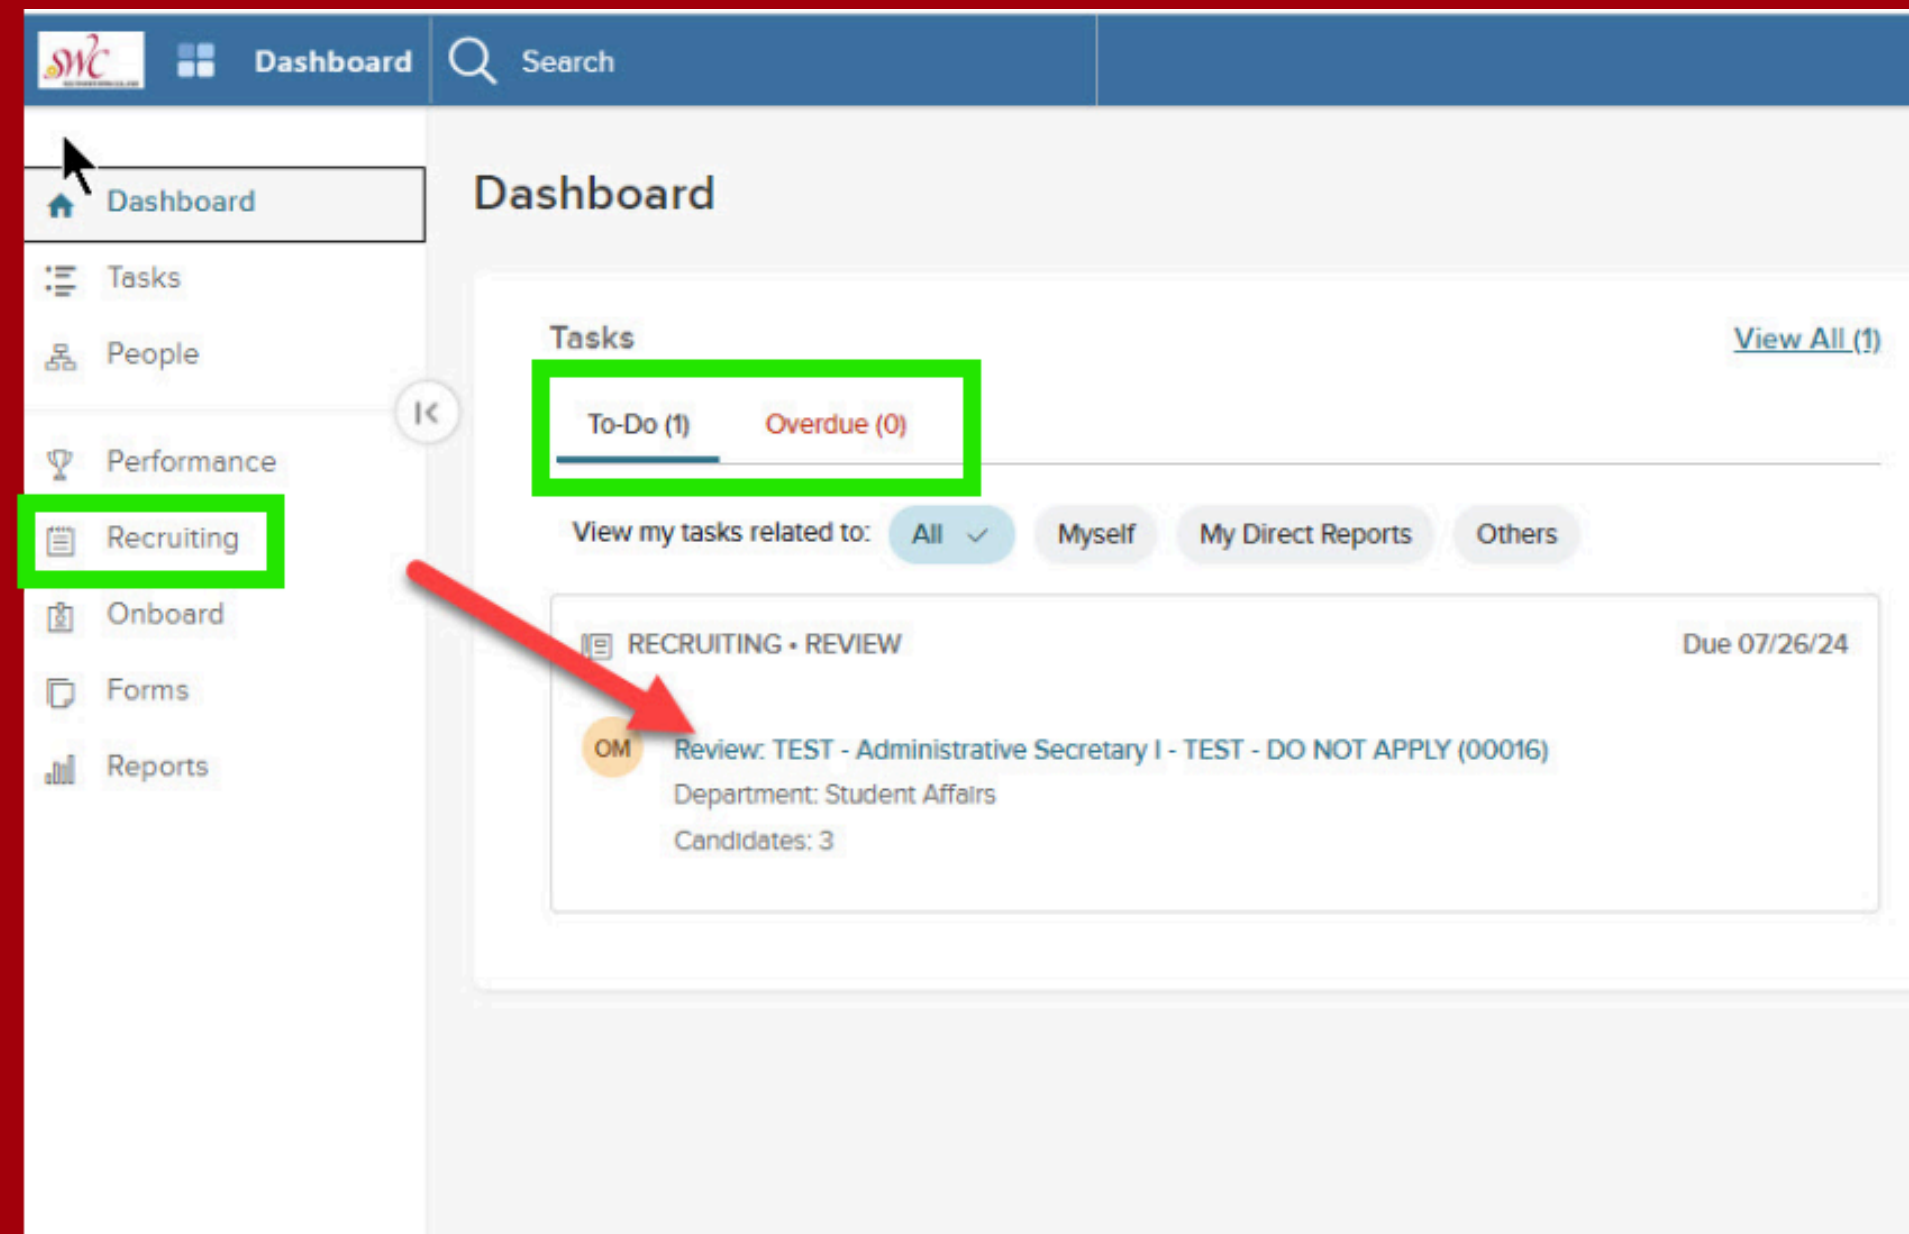 SWC
Dashboard
Search
Dashboard
Tasks
People
Performance
Recruiting
Onboard
Forms
Reports
Dashboard
Tasks
View All (1)
To-Do (1) Overdue (0)
View my tasks related to: All Myself My Direct Reports Others
RECRUITING • REVIEW Due 07/26/24
OM
Review: TEST - Administrative Secretary I - TEST - DO NOT APPLY (00016)
Department: Student Affairs
Candidates: 3